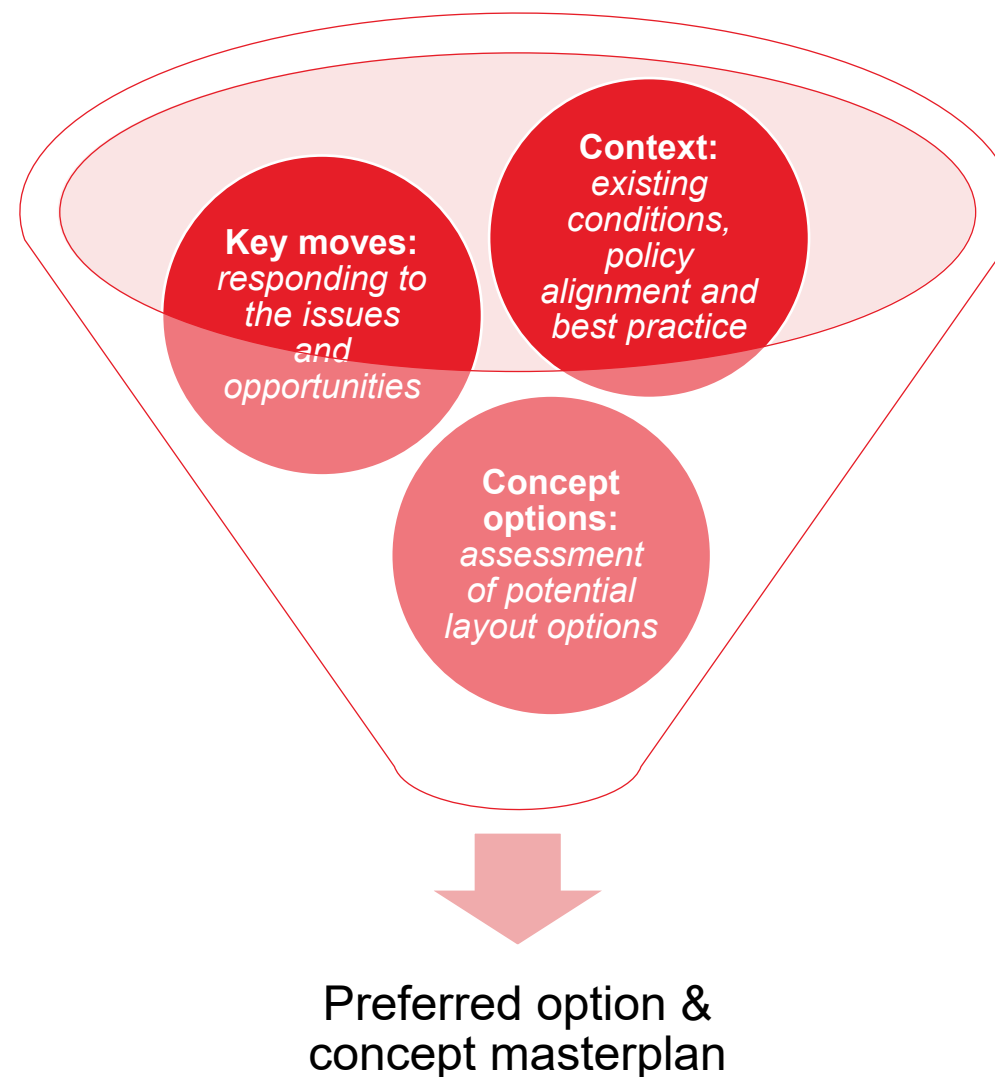 Context:
existing
conditions,
policy
alignment and
best practice
Key moves:
responding to
the issues
and
opportunities
Concept
options:
assessment
of potential
layout options
Preferred option &
concept masterplan